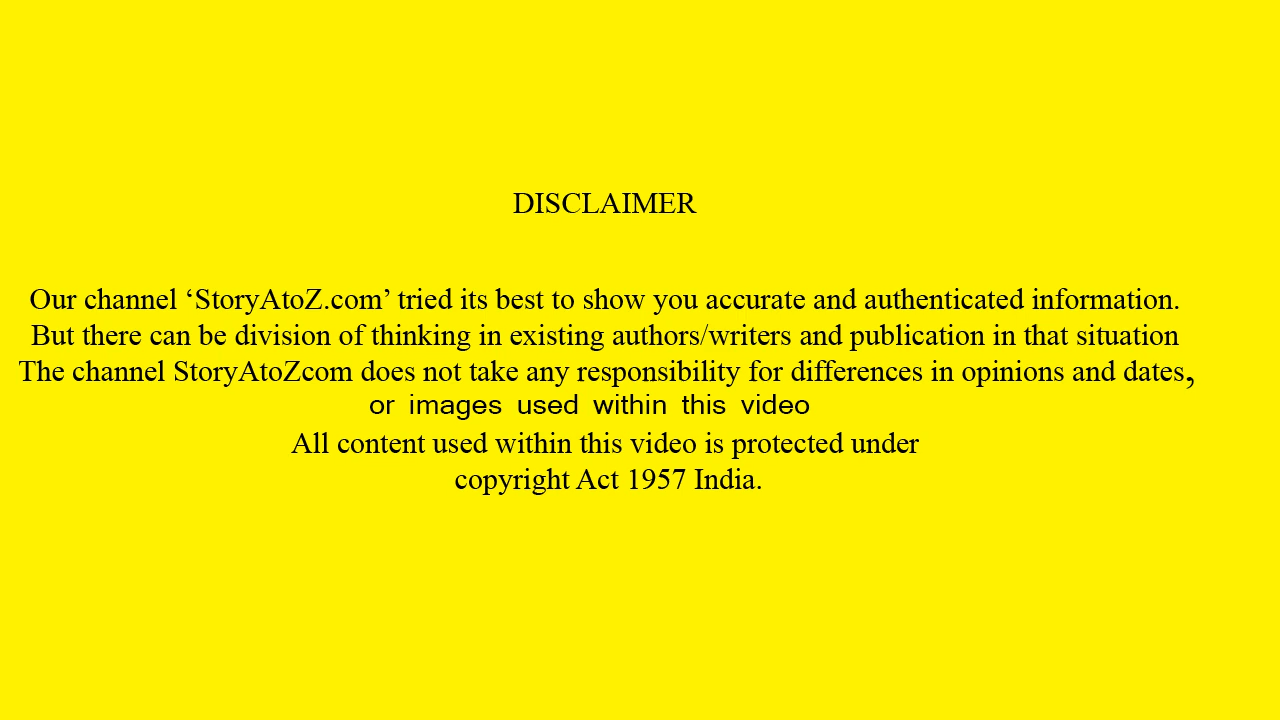 DISCLAIMER
Our channel ‘StoryAtoZ.com’ tried its best to show you accurate and authenticated information.
But there can be division of thinking in existing authors/writers and publication in that situation
The channel StoryAtoZcom does not take any responsibility for differences in opinions and dates,
or images used within this video
All content used within this video is protected under
copyright Act 1957 India.